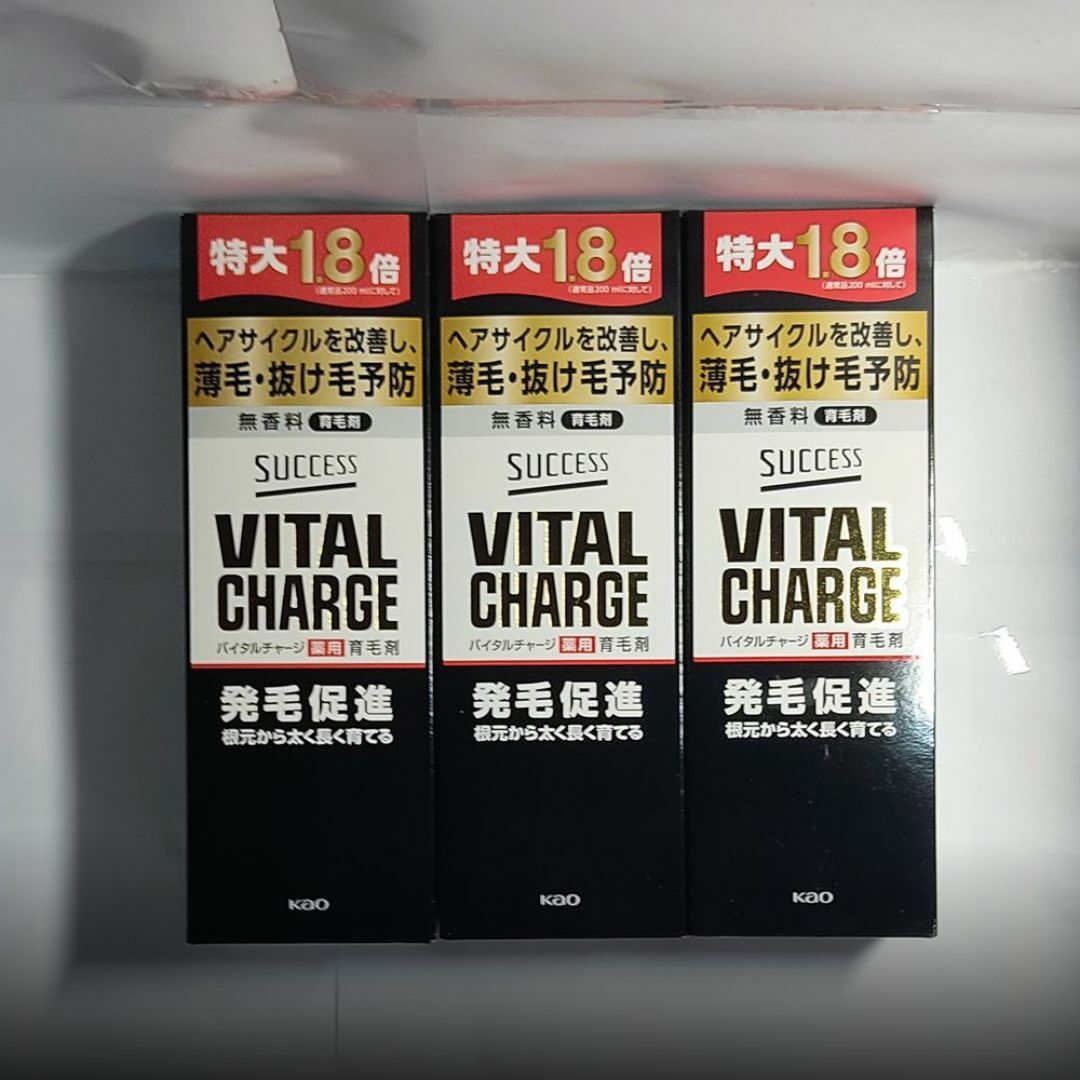 特大1.8倍
(通常品200 mlに対して)
ヘアサイクルを改善し、
薄毛・抜け毛予防
無香料 育毛剤
SUCCESS
VITAL
CHARGE
バイタルチャージ 薬用 育毛剤
発毛促進
根元から太く長く育てる
Kao
特大1.8倍
(通常品200 mlに対して)
ヘアサイクルを改善し、
薄毛・抜け毛予防
無香料 育毛剤
SUCCESS
VITAL
CHARGE
バイタルチャージ 薬用 育毛剤
発毛促進
根元から太く長く育てる
Kao
特大1.8倍
(通常品200 mlに対して)
ヘアサイクルを改善し、
薄毛・抜け毛予防
無香料 育毛剤
SUCCESS
VITAL
CHARGE
バイタルチャージ 薬用 育毛剤
発毛促進
根元から太く長く育てる
Kao